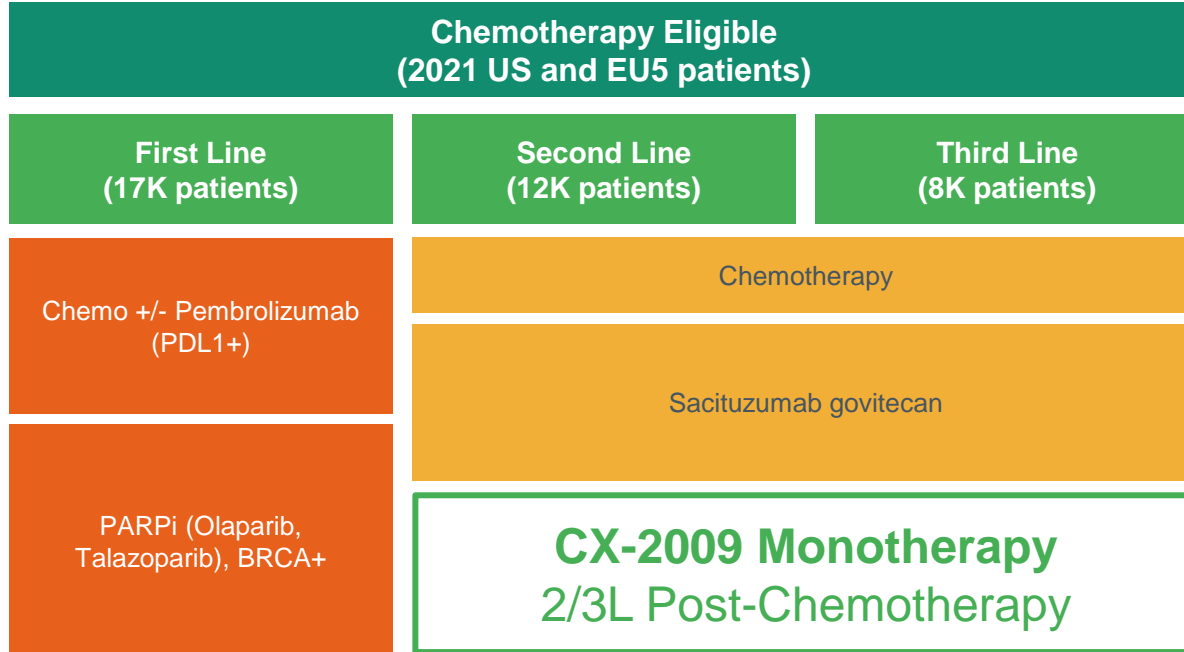 Chemotherapy Eligible
(2021 US and EU5 patients)
First Line
(17K patients)
Second Line
(12K patients)
Third Line
(8K patients)
Chemo +/- Pembrolizumab
(PDL1+)
PARPi (Olaparib,
Talazoparib), BRCA+
Chemotherapy
Sacituzumab govitecan
CX-2009 Monotherapy
2/3L Post-Chemotherapy